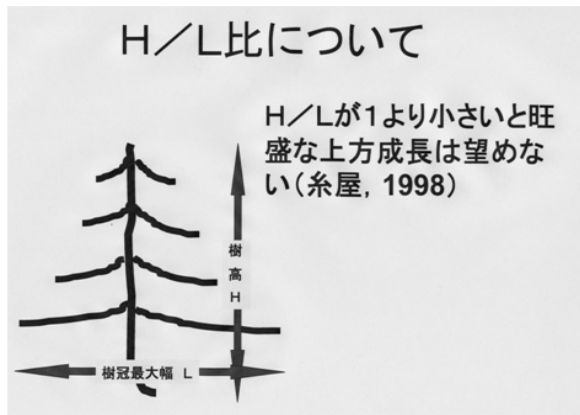 H／L比について
H／Lが1より小さいと旺
盛な上方成長は望めな
い（糸屋，1998）
樹高H
樹冠最大幅 L